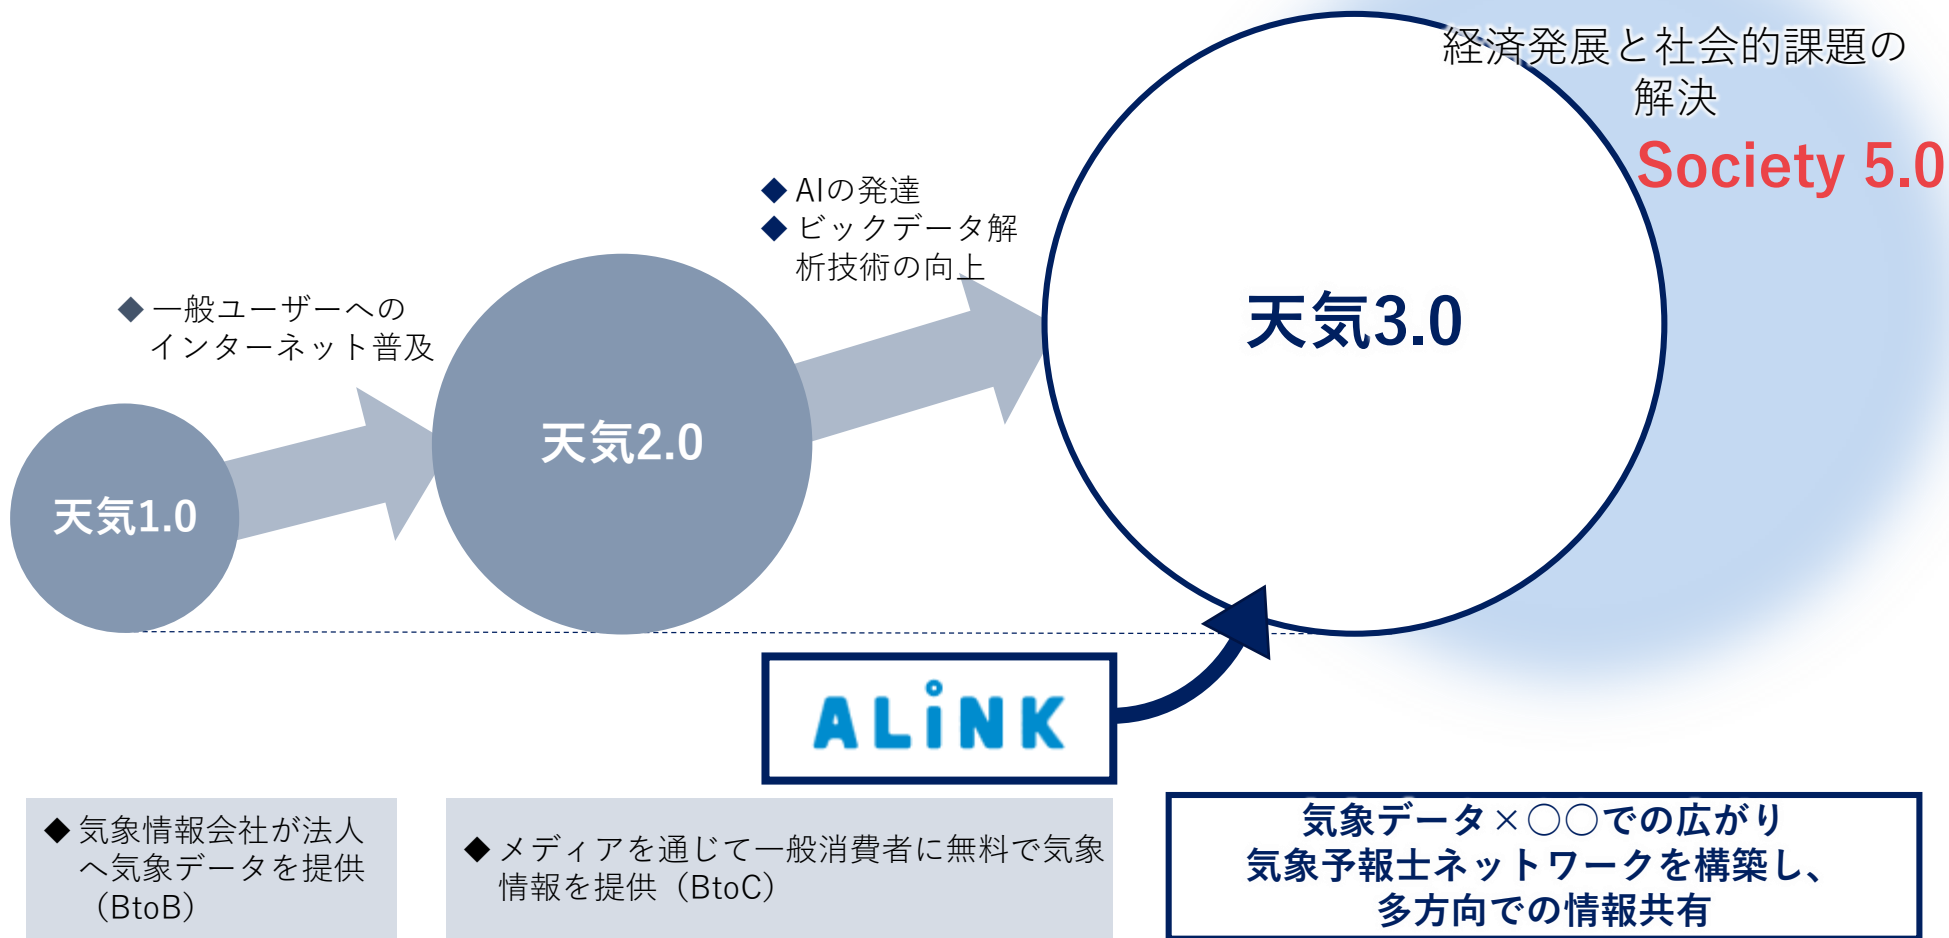 経済発展と社会的課題の
解決
Society 5.0
◆ AIの発達
◆ ビックデータ解
析技術の向上
◆ 一般ユーザーへの
インターネット普及
天気3.0
天気2.0
天気1.0
ALiNK
◆ 気象情報会社が法人
へ気象データを提供
（BtoB）
◆ メディアを通じて一般消費者に無料で気象
情報を提供（BtoC）
気象データ×○○での広がり
気象予報士ネットワークを構築し、
多方向での情報共有